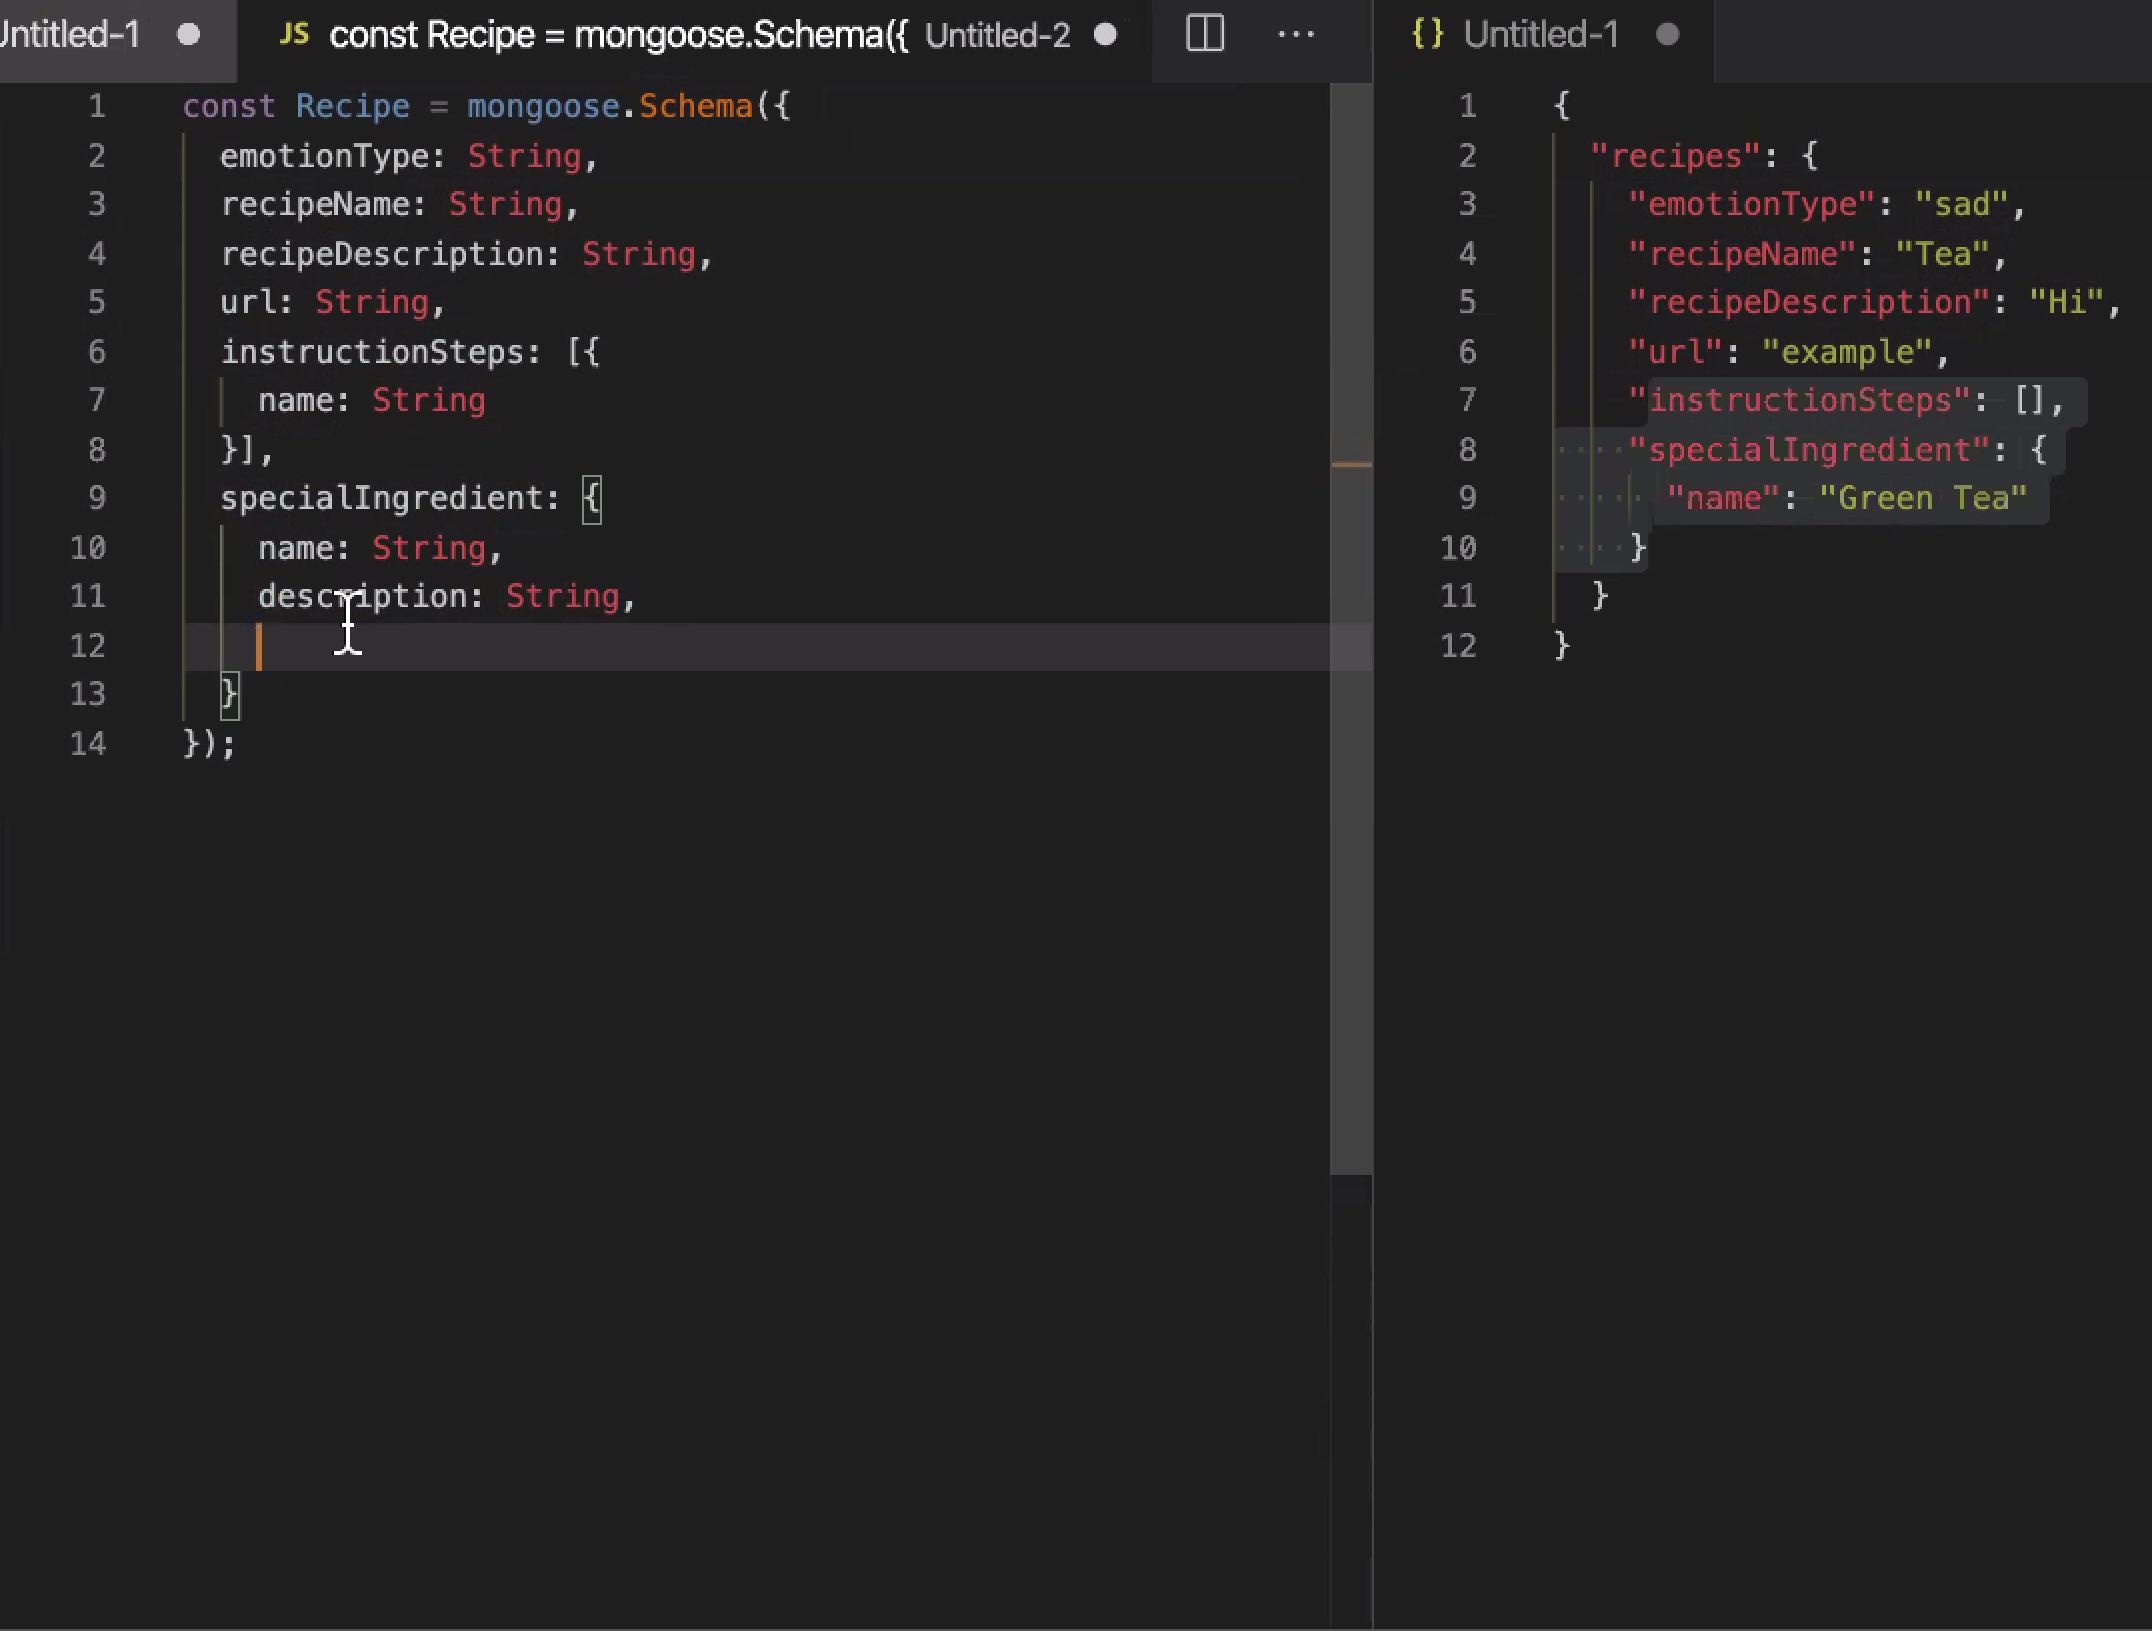 Untitled-1
JS const Recipe = mongoose.Schema({ Untitled-2
1 const Recipe = mongoose.Schema({
2 emotionType: String,
3 recipeName: String,
4 recipeDescription: String,
5 url: String,
6 instructionSteps: [{
7 name: String
8 }],
9 specialIngredient: {
10 name: String,
11 description: String,
12
13 }
14 });
{} Untitled-1
1 {
2 "recipes": {
3 "emotionType": "sad",
4 "recipeName": "Tea",
5 "recipeDescription": "Hi",
6 "url": "example",
7 "instructionSteps": [],
8 "specialIngredient": {
9 "name": "Green Tea"
10 }
11 }
12 }